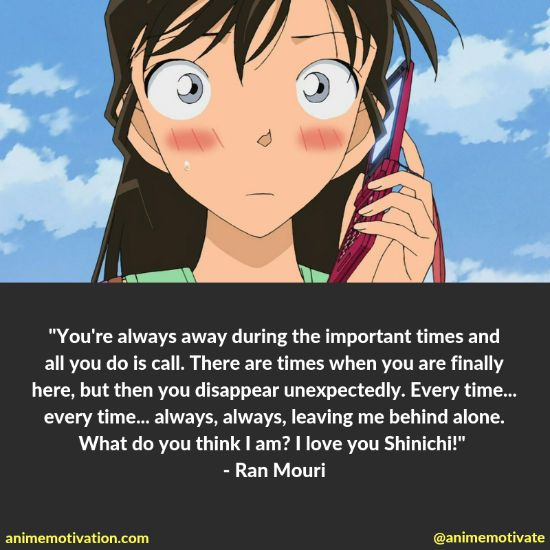 "You're always away during the important times and
all you do is call. There are times when you are finally
here, but then you disappear unexpectedly. Every time...
every time... always, always, leaving me behind alone.
What do you think I am? I love you Shinichi!"
- Ran Mouri
animemotivation.com
@animemotivate